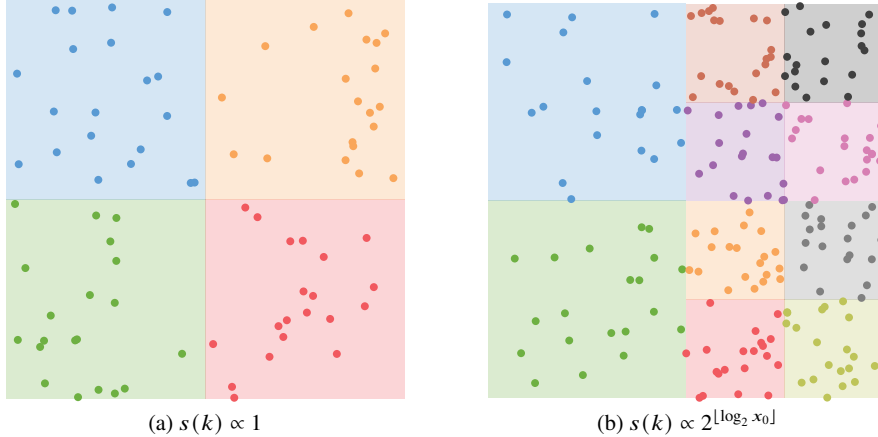 (a) s(k) ∝ 1
(b) s(k) ∝ 2^{⌊log₂ x₀⌋}